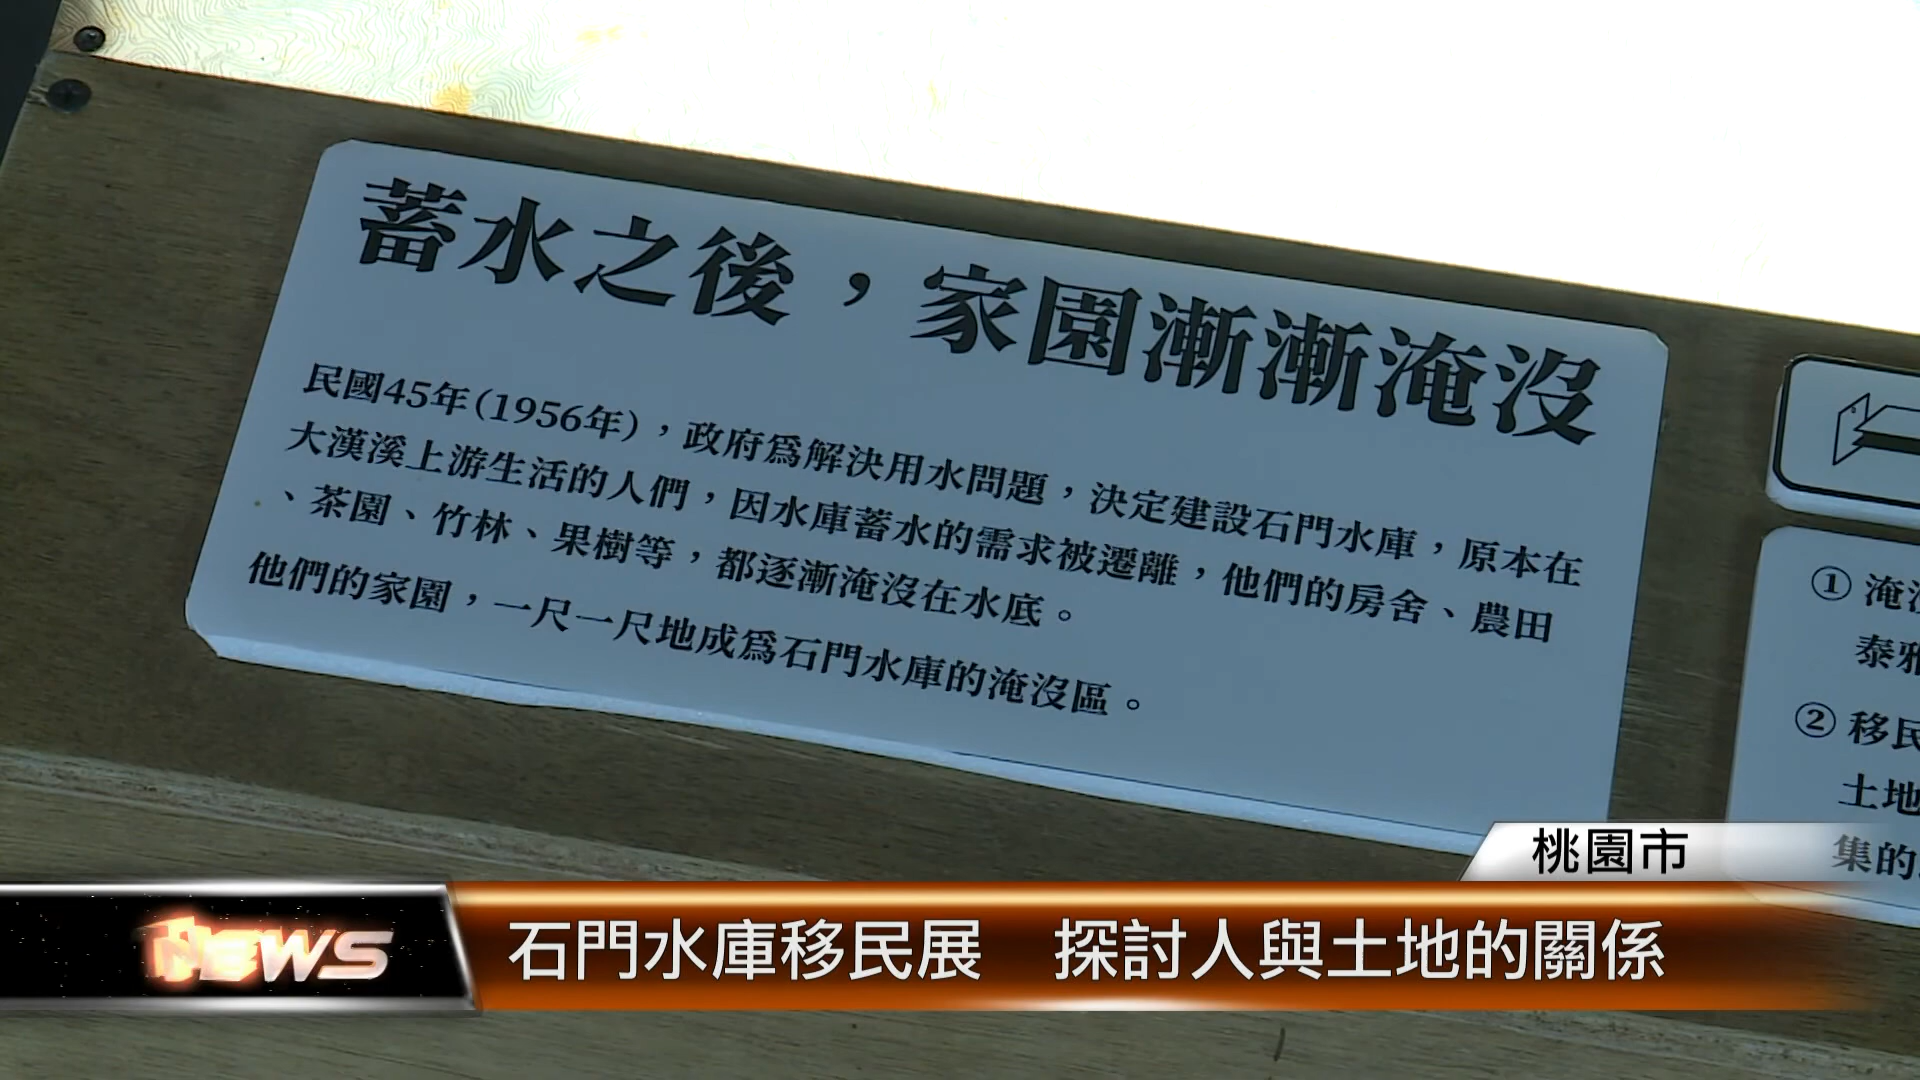 蓄水之後，家園漸漸淹沒
民國45年(1956年)，政府爲解決用水問題，決定建設石門水庫，原本在
大漢溪上游生活的人們，因水庫蓄水的需求被遷離，他們的房舍、農田
、茶園、竹林、果樹等，都逐漸淹沒在水底。
他們的家園，一尺一尺地成爲石門水庫的淹沒區。
① 淹
泰雅
② 移民
土地
集的
桃園市
NEWS
石門水庫移民展　探討人與土地的關係